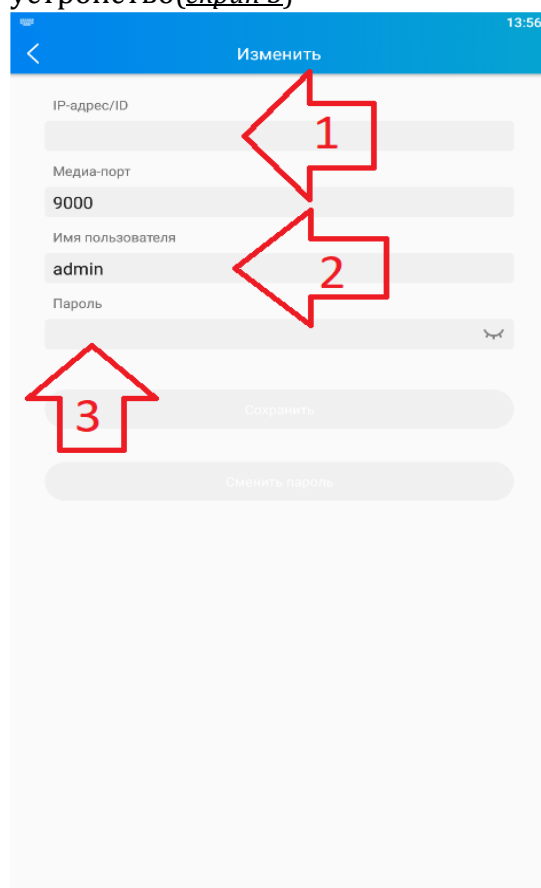 устройство(скрин 3)
13:56
Изменить
IP-адрес/ID
1
Медиа-порт
9000
Имя пользователя
admin
2
Пароль
3
Сохранить
Сменить пароль